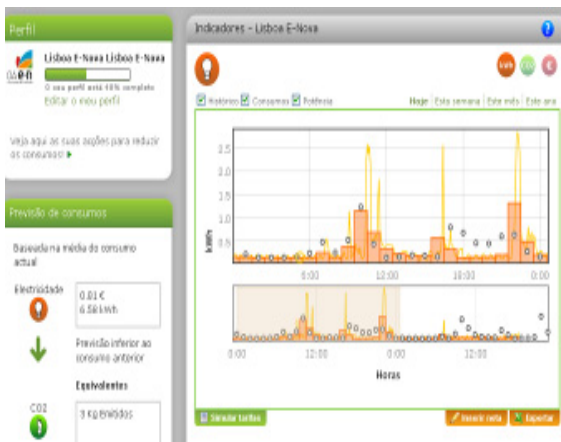 Perfil
Lisboa E-Nova Lisboa E-Nova
O seu perfil está 48% completo
Editar o meu perfil
Veja aqui as suas acções para reduzir
os consumos!
Previsão de consumos
Baseada na média do consumo
actual
Electricidade
0.81 €
6.58 kWh
Previsão inferior ao
consumo anterior
Equivalentes
CO2
3 Kg Emitidos
Indicadores - Lisboa E-Nova
?
kWh
CO2
€
Histórico Consumos Potência
Hoje Esta semana Este mês Este ano
kWh
2.5
2.0
1.5
1.0
0.5
6:00 12:00 18:00 0:00
0:00 12:00 0:00 12:00
Horas
Simular tarifas
Inserir nota
Exportar